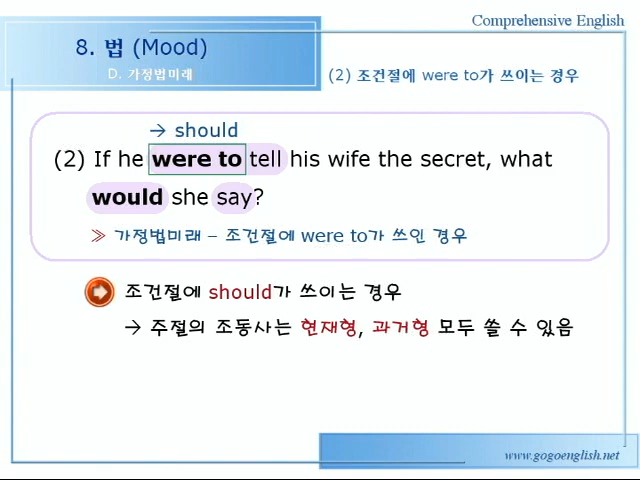 Comprehensive English
8. 법 (Mood)
D. 가정법미래
(2) 조건절에 were to가 쓰이는 경우
→ should
(2) If he were to tell his wife the secret, what
would she say?
≫ 가정법미래 – 조건절에 were to가 쓰인 경우
조건절에 should가 쓰이는 경우
→ 주절의 조동사는 현재형, 과거형 모두 쓸 수 있음
www.gogoenglish.net